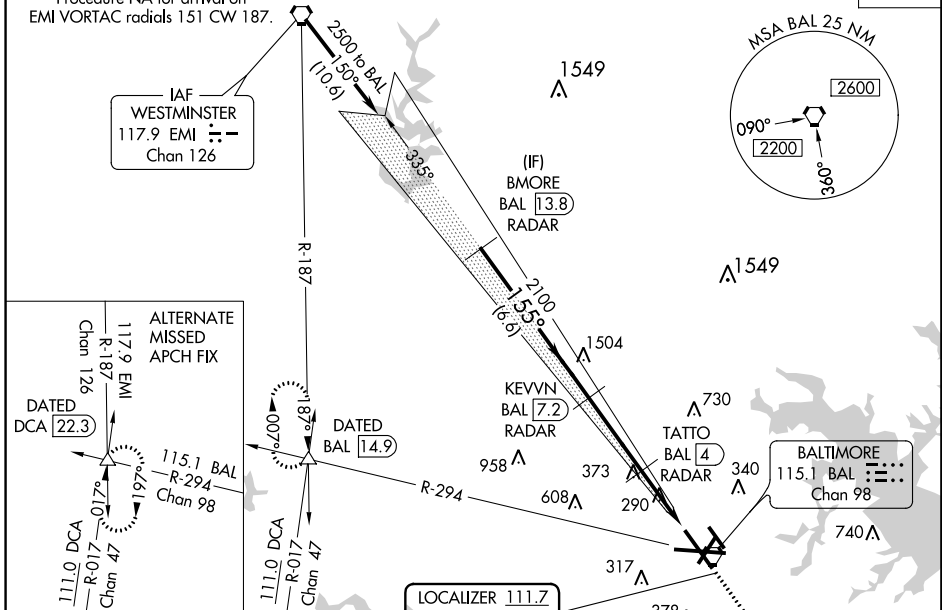 Procedure NA for arrival on
EMI VORTAC radials 151 CW 187.
IAF
WESTMINSTER
117.9 EMI
Chan 126
2500 to BAL
150°
(10.6)
1549
MSA BAL 25 NM
2600
090°
2200
360°
335°
(IF)
BMORE
BAL 13.8
RADAR
R-187
1549
2100
155°
(6.6)
1504
KEVVN
BAL 7.2
RADAR
730
TATTO
BAL 4
RADAR
ALTERNATE
MISSED
APCH FIX
117.9 EMI
R-187
Chan 126
DATED
DCA 22.3
115.1 BAL
R-294
Chan 98
017°
197°
111.0 DCA
R-017
Chan 47
187°
007°
DATED
BAL 14.9
R-294
111.0 DCA
R-017
Chan 47
958
373
608
290
340
BALTIMORE
115.1 BAL
Chan 98
740
317
LOCALIZER 111.7